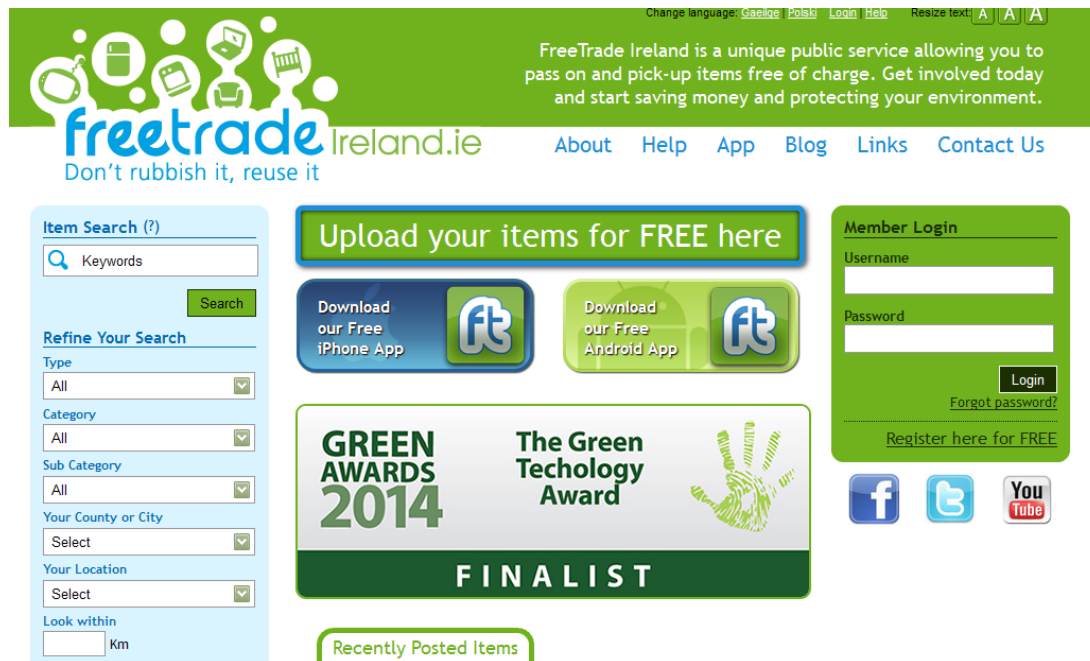 Change language: Gaeilge | Polski Login | Help Resize text: A A A
FreeTrade Ireland is a unique public service allowing you to
pass on and pick-up items free of charge. Get involved today
and start saving money and protecting your environment.
freetrade Ireland.ie
Don't rubbish it, reuse it
About Help App Blog Links Contact Us
Item Search (?)
Keywords
Search
Refine Your Search
Type
All
Category
All
Sub Category
All
Your County or City
Select
Your Location
Select
Look within
Km
Upload your items for FREE here
Download
our Free
iPhone App
ft
Download
our Free
Android App
ft
GREEN
AWARDS
2014
The Green
Techology
Award
FINALIST
Recently Posted Items
Member Login
Username
Password
Login
Forgot password?
Register here for FREE
f
t
You
Tube